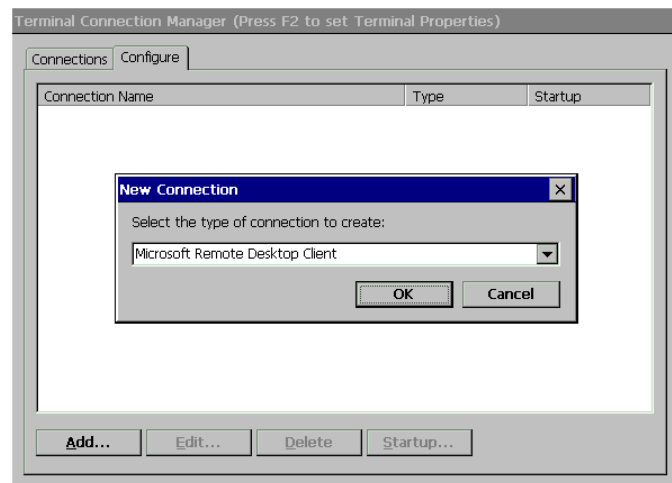 Terminal Connection Manager (Press F2 to set Terminal Properties)
Connections Configure
Connection Name Type Startup
New Connection
Select the type of connection to create:
Microsoft Remote Desktop Client
OK Cancel
Add... Edit... Delete Startup...